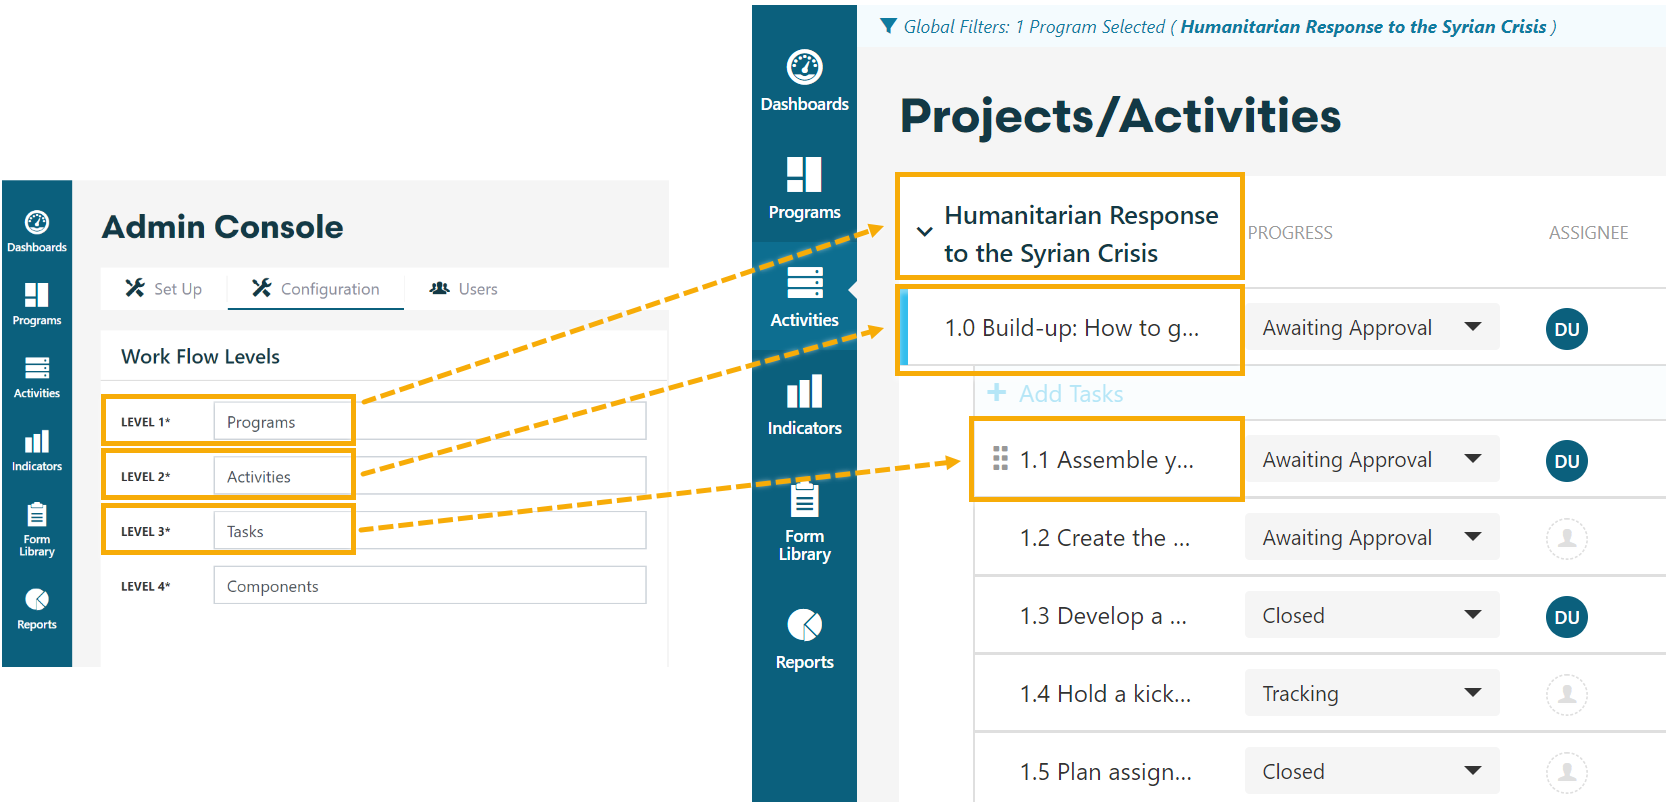 Dashboards
Programs
Activities
Indicators
Form
Library
Reports
Admin Console
Set Up
Configuration
Users
Work Flow Levels
LEVEL 1* Programs
LEVEL 2* Activities
LEVEL 3* Tasks
LEVEL 4* Components
Dashboards
Programs
Activities
Indicators
Form
Library
Reports
Global Filters: 1 Program Selected ( Humanitarian Response to the Syrian Crisis )
Projects/Activities
Humanitarian Response
to the Syrian Crisis
PROGRESS
ASSIGNEE
1.0 Build-up: How to g... Awaiting Approval DU
+ Add Tasks
1.1 Assemble y... Awaiting Approval DU
1.2 Create the ... Awaiting Approval
1.3 Develop a ... Closed DU
1.4 Hold a kick... Tracking
1.5 Plan assign... Closed